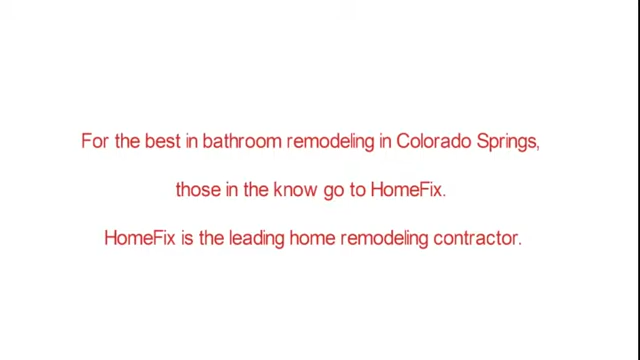 For the best in bathroom remodeling in Colorado Springs,
those in the know go to HomeFix.
HomeFix is the leading home remodeling contractor.